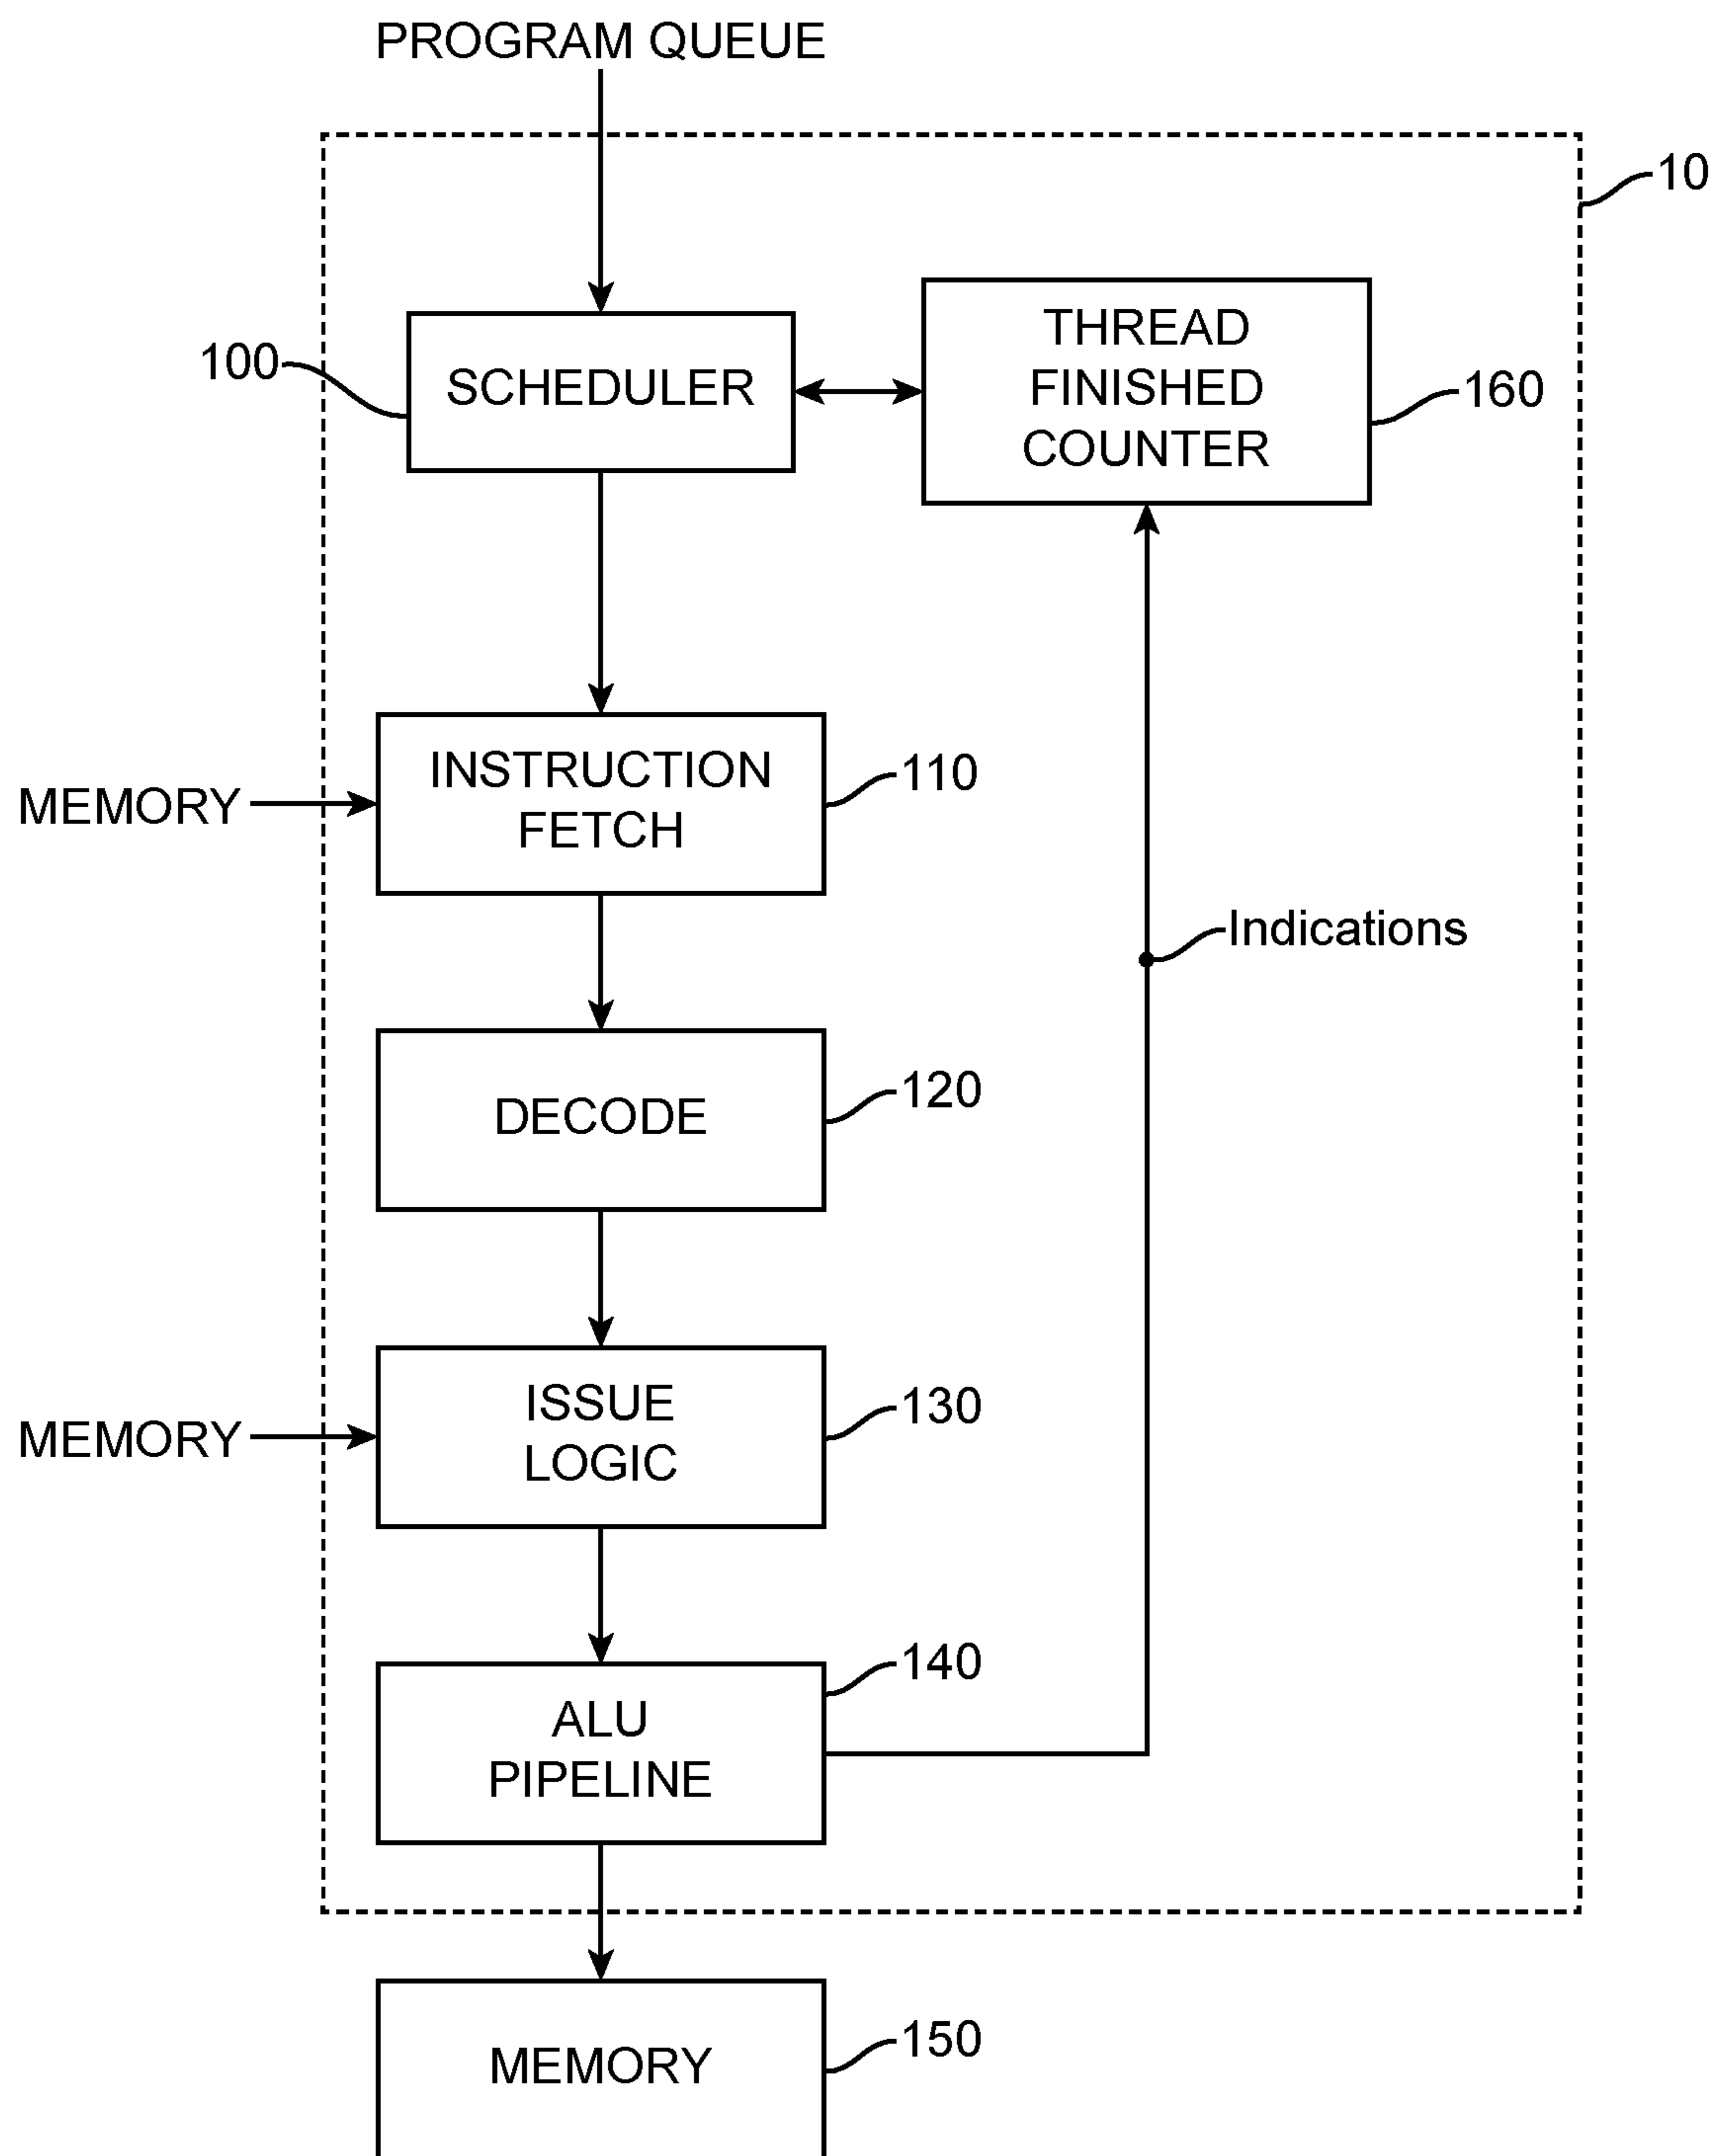 PROGRAM QUEUE
10
100
SCHEDULER
THREAD
FINISHED
COUNTER
160
MEMORY
INSTRUCTION
FETCH
110
Indications
DECODE
120
MEMORY
ISSUE
LOGIC
130
ALU
PIPELINE
140
MEMORY
150